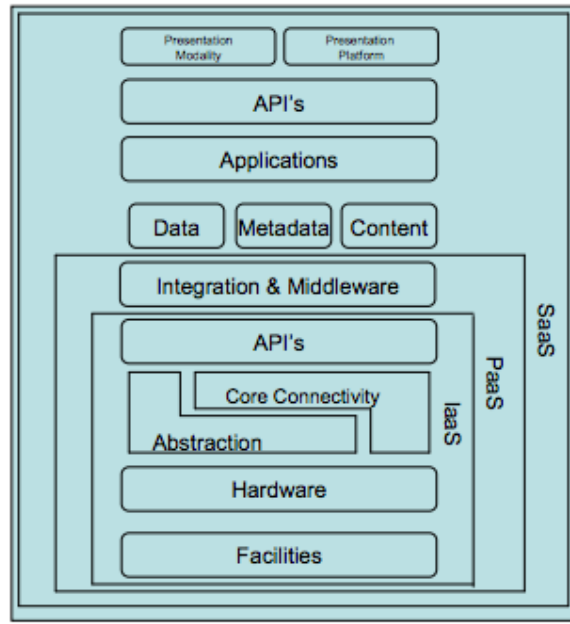 Presentation
Modality
Presentation
Platform
API's
Applications
Data
Metadata
Content
Integration & Middleware
API's
Core Connectivity
Abstraction
Hardware
Facilities
IaaS
PaaS
SaaS